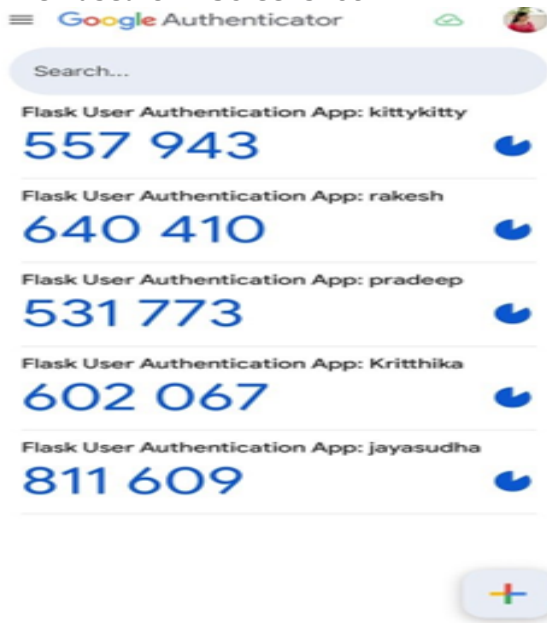 Google Authenticator
Search...
Flask User Authentication App: kittykitty
557 943
Flask User Authentication App: rakesh
640 410
Flask User Authentication App: pradeep
531 773
Flask User Authentication App: Kritthika
602 067
Flask User Authentication App: jayasudha
811 609